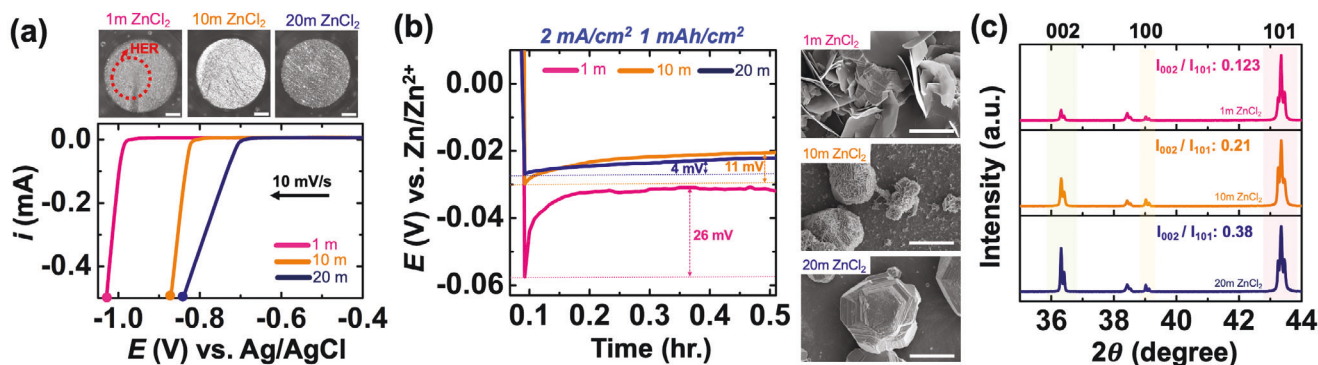 (a)
1m ZnCl2 10m ZnCl2 20m ZnCl2
HER
0.0
-0.2
-0.4
i (mA)
10 mV/s
1 m
10 m
20 m
-1.0 -0.8 -0.6 -0.4
E (V) vs. Ag/AgCl
(b)
2 mA/cm2 1 mAh/cm2
1 m 10 m 20 m
0.00
-0.02
-0.04
-0.06
E (V) vs. Zn/Zn2+
4 mV
11 mV
26 mV
0.1 0.2 0.3 0.4 0.5
Time (hr.)
1m ZnCl2
10m ZnCl2
20m ZnCl2
(c)
002 100 101
I002 / I101: 0.123
1m ZnCl2
I002 / I101: 0.21
10m ZnCl2
I002 / I101: 0.38
20m ZnCl2
Intensity (a.u.)
36 38 40 42 44
2θ (degree)